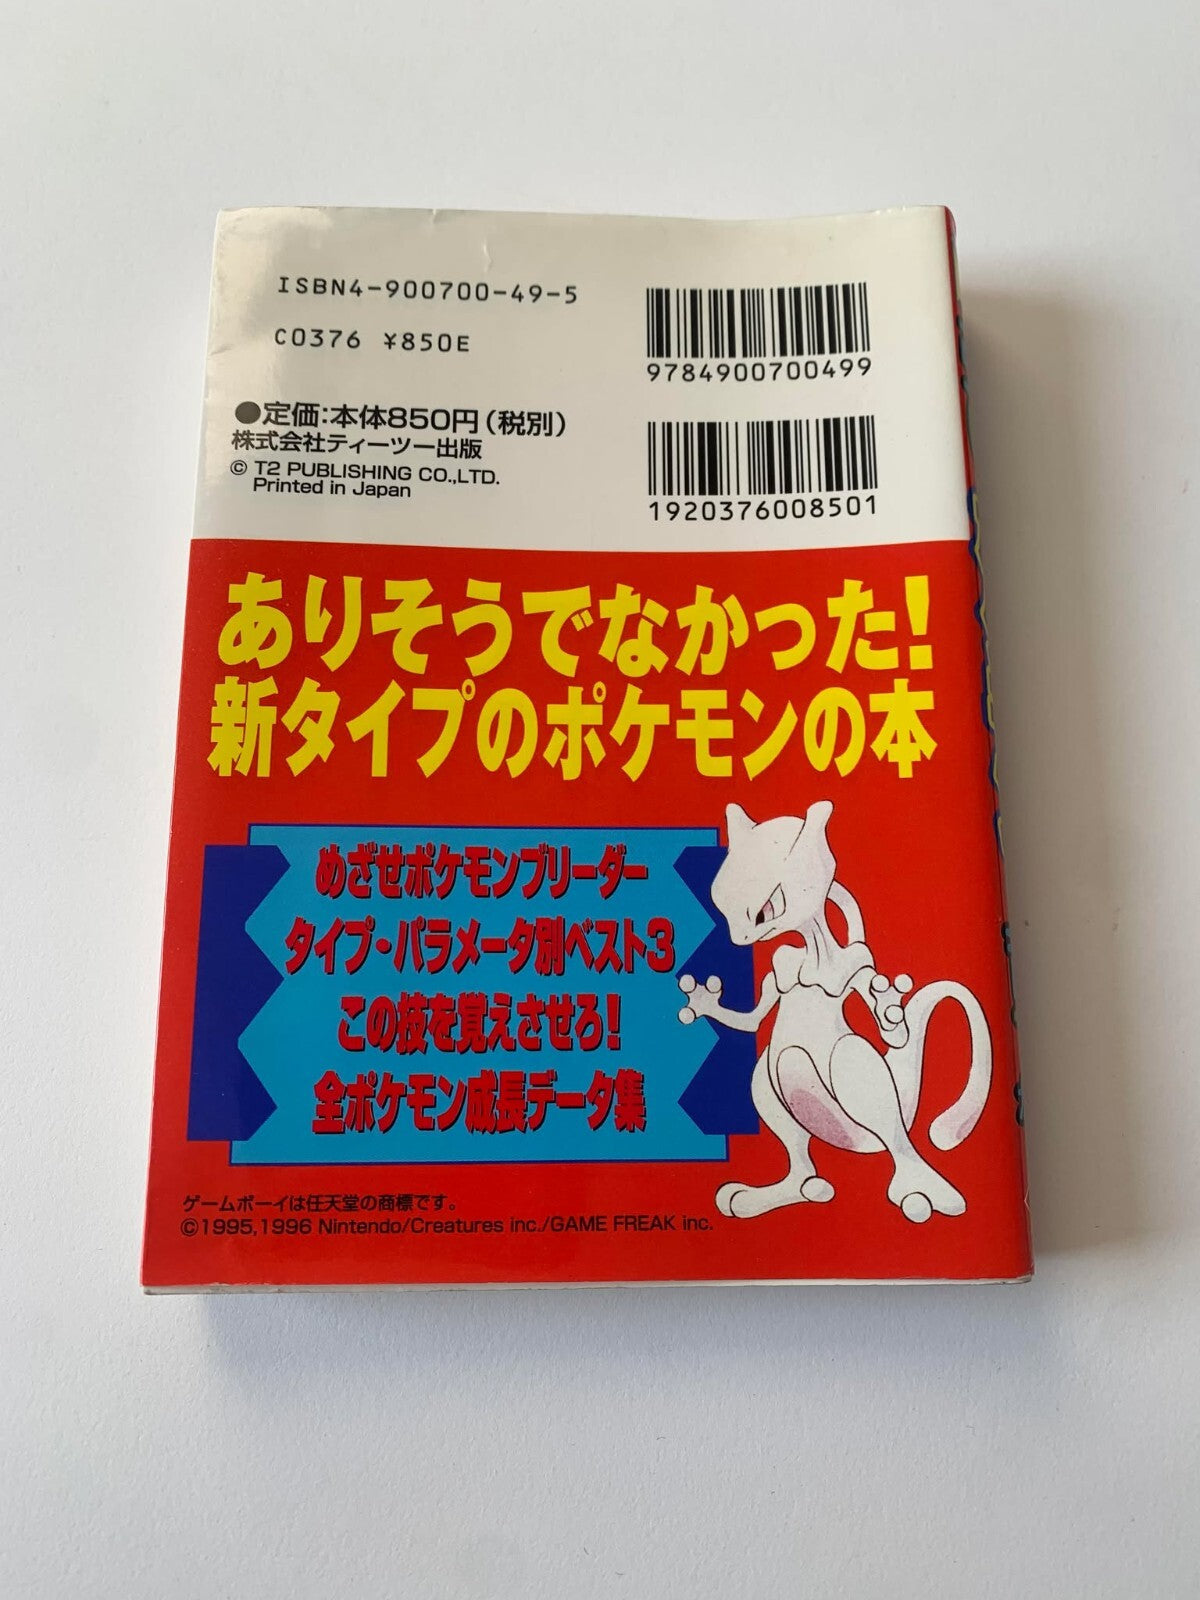 ISBN4-900700-49-5
C0376 ¥850E
9784900700499
1920376008501
●定価:本体850円(税別)
株式会社ティーツー出版
© T2 PUBLISHING CO.,LTD.
Printed in Japan
ありそうでなかった!
新タイプのポケモンの本
めざせポケモンブリーダー
タイプ・パラメータ別ベスト3
この技を覚えさせろ!
全ポケモン成長データ集
ゲームボーイは任天堂の商標です。
©1995,1996 Nintendo/Creatures inc./GAME FREAK inc.